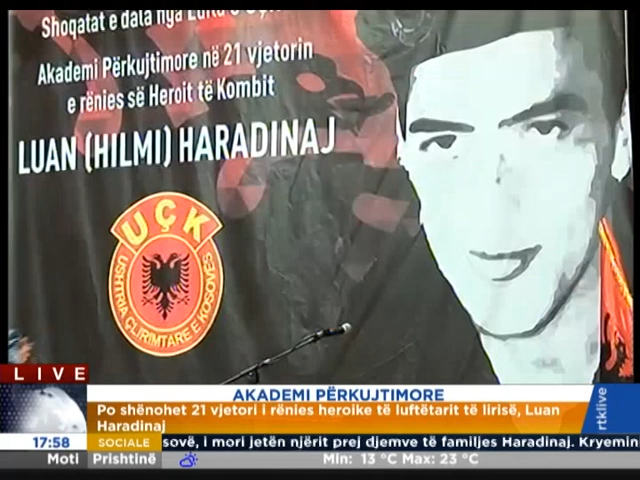 Shoqatat e dala nga Lufta e UÇK
Akademi Përkujtimore në 21 vjetorin
e rënies së Heroit të Kombit
LUAN (HILMI) HARADINAJ
UÇK
USHTRIA ÇLIRIMTARE E KOSOVËS
LIVE
AKADEMI PËRKUJTIMORE
Po shënohet 21 vjetori i rënies heroike të luftëtarit të lirisë, Luan
Haradinaj
rtklive
17:58
SOCIALE
sovë, i mori jetën njërit prej djemve të familjes Haradinaj. Kryemin
Moti
Prishtinë
Min: 13 °C Max: 23 °C